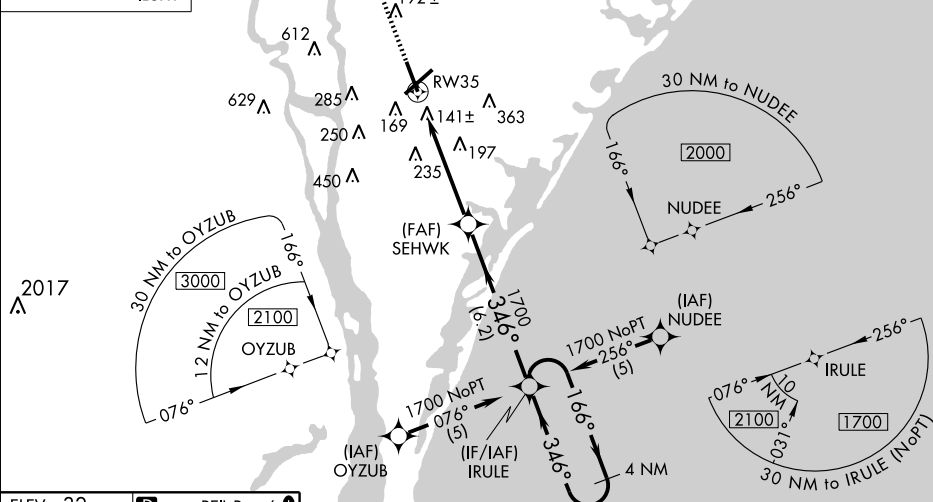 612
629
285
250
450
RW35
169
141±
363
197
235
(FAF)
SEHWK
30 NM to NUDEE
2000
166°
256°
NUDEE
30 NM to OYZUB
166°
3000
12 NM to OYZUB
2100
OYZUB
076°
2017
1700
346°
(6.2)
(IAF)
NUDEE
1700 NoPT
256°
(5)
1700 NoPT
076°
(5)
(IAF)
OYZUB
(IF/IAF)
IRULE
166°
346°
4 NM
256°
IRULE
076°
10
NM
2100
031°
1700
30 NM to IRULE (NoPT)